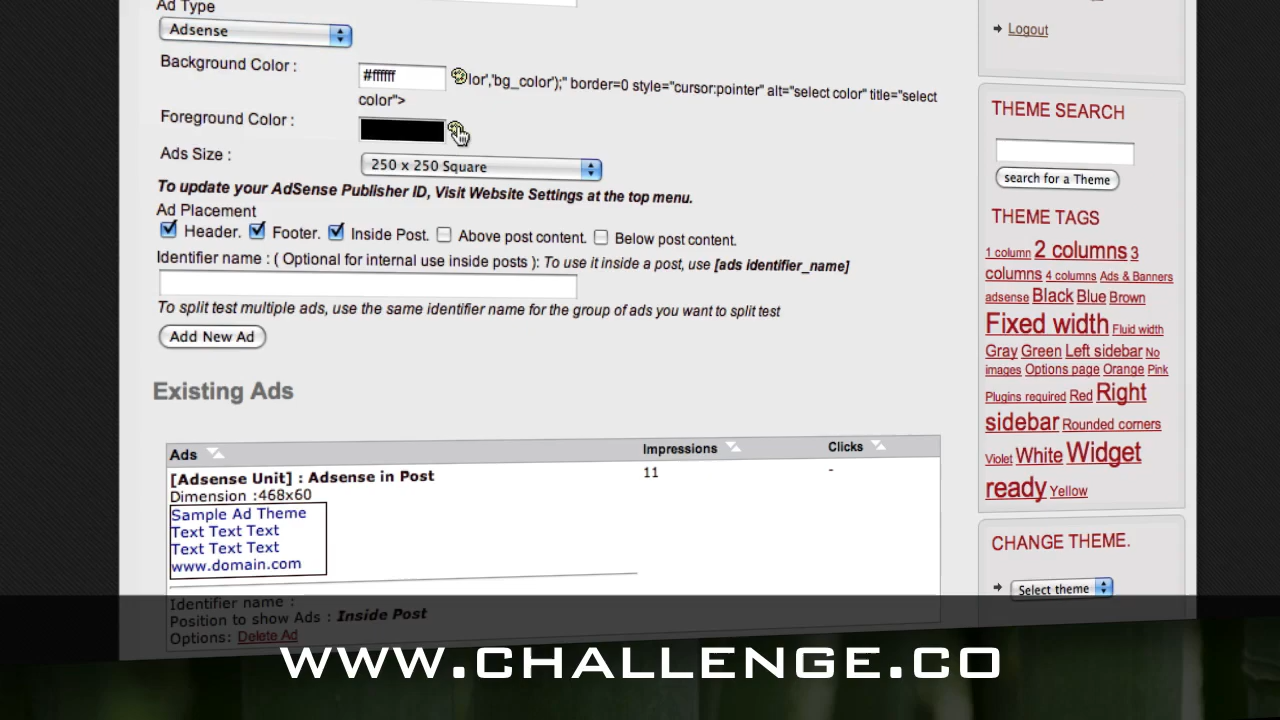 Ad Type
Adsense
Background Color :
#ffffff
lor','bg_color');" border=0 style="cursor:pointer" alt="select color" title="select
color">
Foreground Color :
Ads Size :
250 x 250 Square
To update your AdSense Publisher ID, Visit Website Settings at the top menu.
Ad Placement
Header. Footer. Inside Post. Above post content. Below post content.
Identifier name : ( Optional for internal use inside posts ): To use it inside a post, use [ads identifier_name]
To split test multiple ads, use the same identifier name for the group of ads you want to split test
Add New Ad
Existing Ads
Ads Impressions Clicks
[Adsense Unit] : Adsense in Post 11 -
Dimension :468x60
Sample Ad Theme
Text Text Text
Text Text Text
www.domain.com
Identifier name :
Position to show Ads : Inside Post
Options: Delete Ad
Logout
THEME SEARCH
search for a Theme
THEME TAGS
1 column 2 columns 3
columns 4 columns Ads & Banners
adsense Black Blue Brown
Fixed width Fluid width
Gray Green Left sidebar No
images Options page Orange Pink
Plugins required Red Right
sidebar Rounded corners
Violet White Widget
ready Yellow
CHANGE THEME.
Select theme
WWW.CHALLENGE.CO